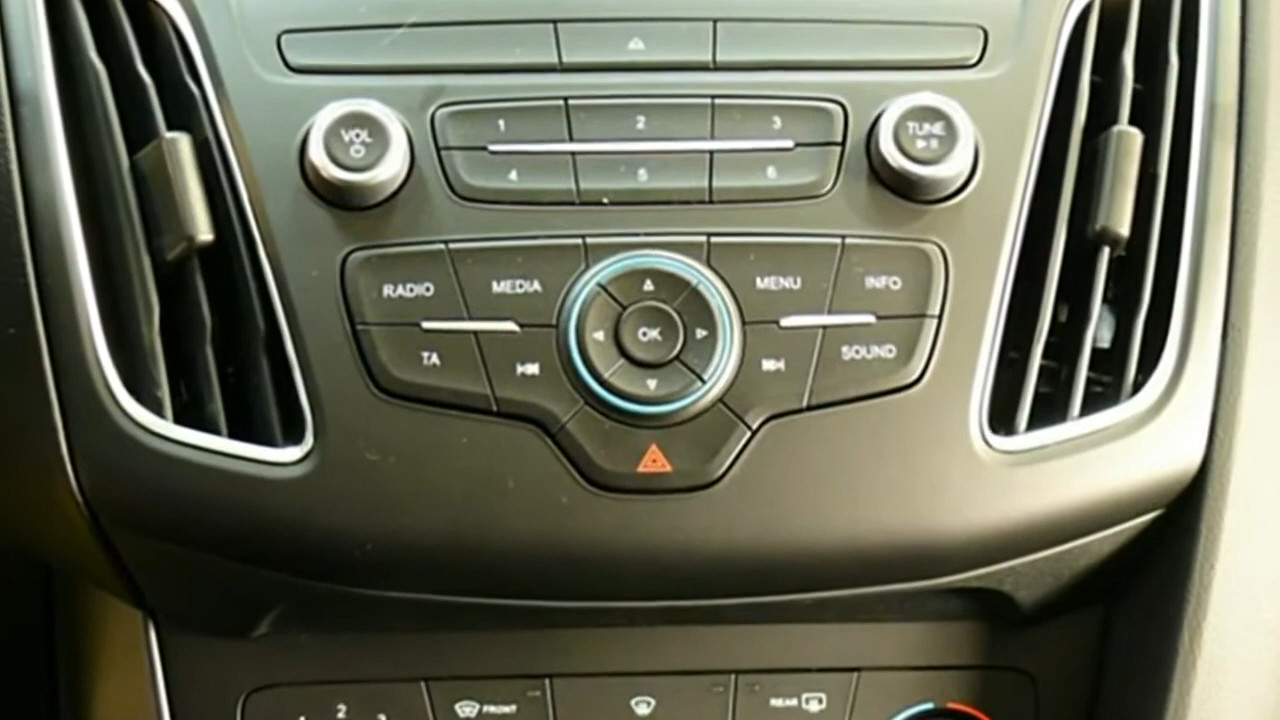 1 2 3
VOL TUNE
4 5 6
RADIO MEDIA MENU INFO
OK
TA SOUND
2
1 3 FRONT REAR